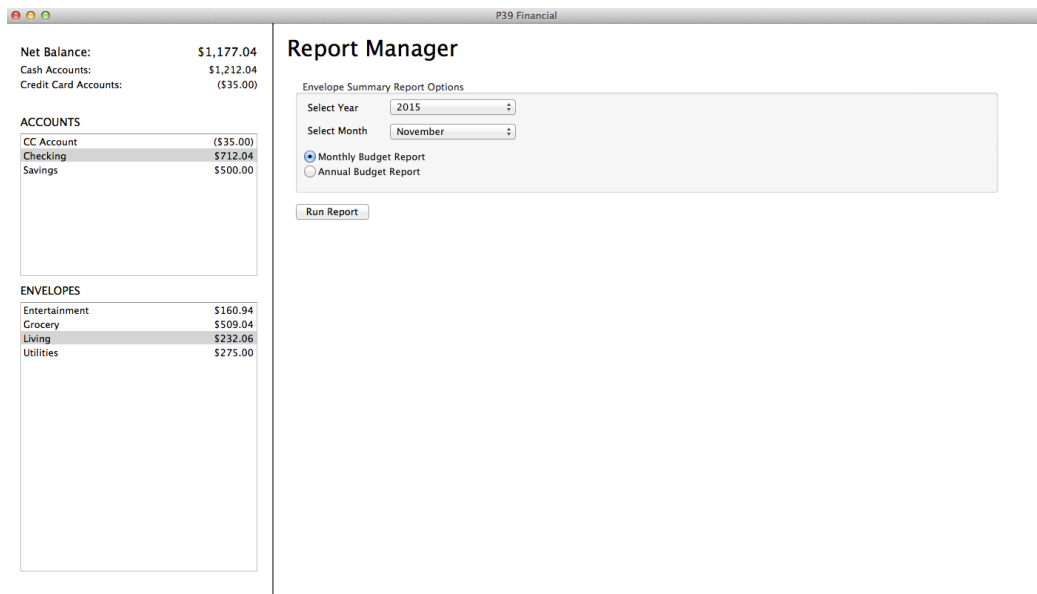 P39 Financial
Net Balance: $1,177.04
Cash Accounts: $1,212.04
Credit Card Accounts: ($35.00)
ACCOUNTS
CC Account ($35.00)
Checking $712.04
Savings $500.00
ENVELOPES
Entertainment $160.94
Grocery $509.04
Living $232.06
Utilities $275.00
Report Manager
Envelope Summary Report Options
Select Year 2015
Select Month November
Monthly Budget Report
Annual Budget Report
Run Report